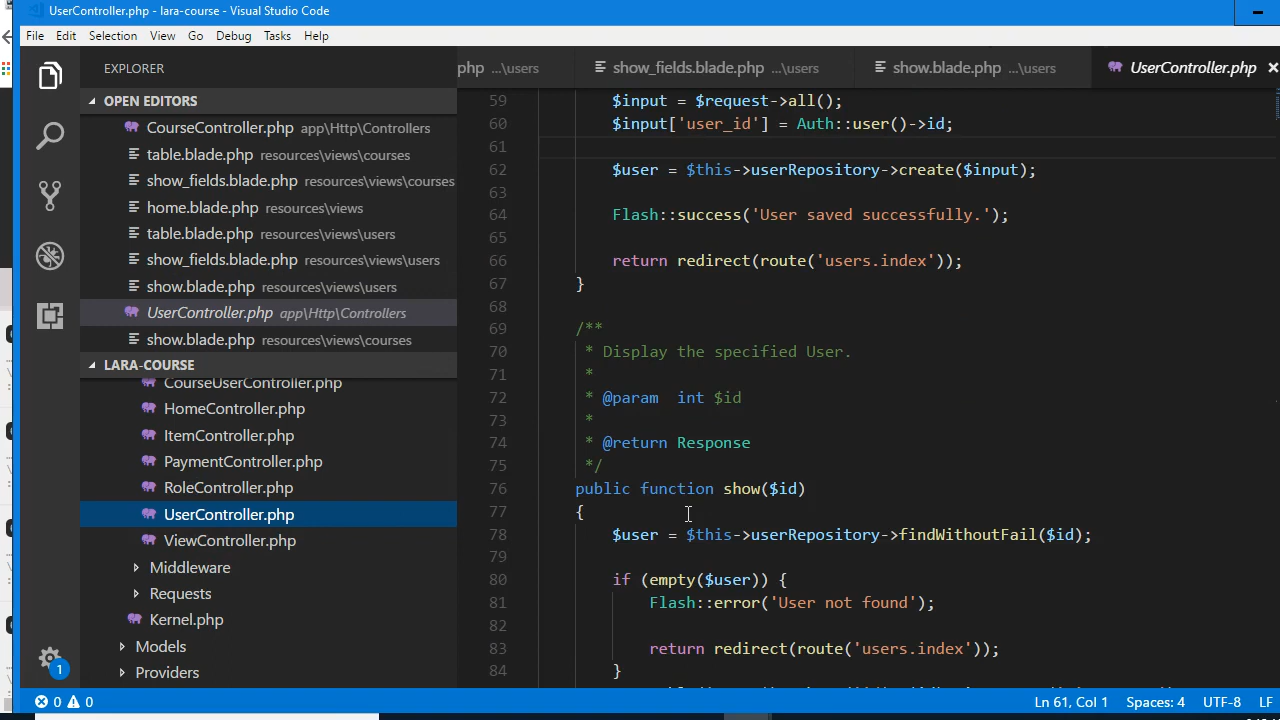 UserController.php - lara-course - Visual Studio Code
File Edit Selection View Go Debug Tasks Help
EXPLORER
OPEN EDITORS
CourseController.php app\Http\Controllers
table.blade.php resources\views\courses
show_fields.blade.php resources\views\courses
home.blade.php resources\views
table.blade.php resources\views\users
show_fields.blade.php resources\views\users
show.blade.php resources\views\users
UserController.php app\Http\Controllers
show.blade.php resources\views\courses
LARA-COURSE
CourseUserController.php
HomeController.php
ItemController.php
PaymentController.php
RoleController.php
UserController.php
ViewController.php
Middleware
Requests
Kernel.php
Models
Providers
php ...\users show_fields.blade.php ...\users show.blade.php ...\users UserController.php
59 $input = $request->all();
60 $input['user_id'] = Auth::user()->id;
61
62 $user = $this->userRepository->create($input);
63
64 Flash::success('User saved successfully.');
65
66 return redirect(route('users.index'));
67 }
68
69 /**
70 * Display the specified User.
71 *
72 * @param  int $id
73 *
74 * @return Response
75 */
76 public function show($id)
77 {
78 $user = $this->userRepository->findWithoutFail($id);
79
80 if (empty($user)) {
81 Flash::error('User not found');
82
83 return redirect(route('users.index'));
84 }
1
0 0 Ln 61, Col 1 Spaces: 4 UTF-8 LF